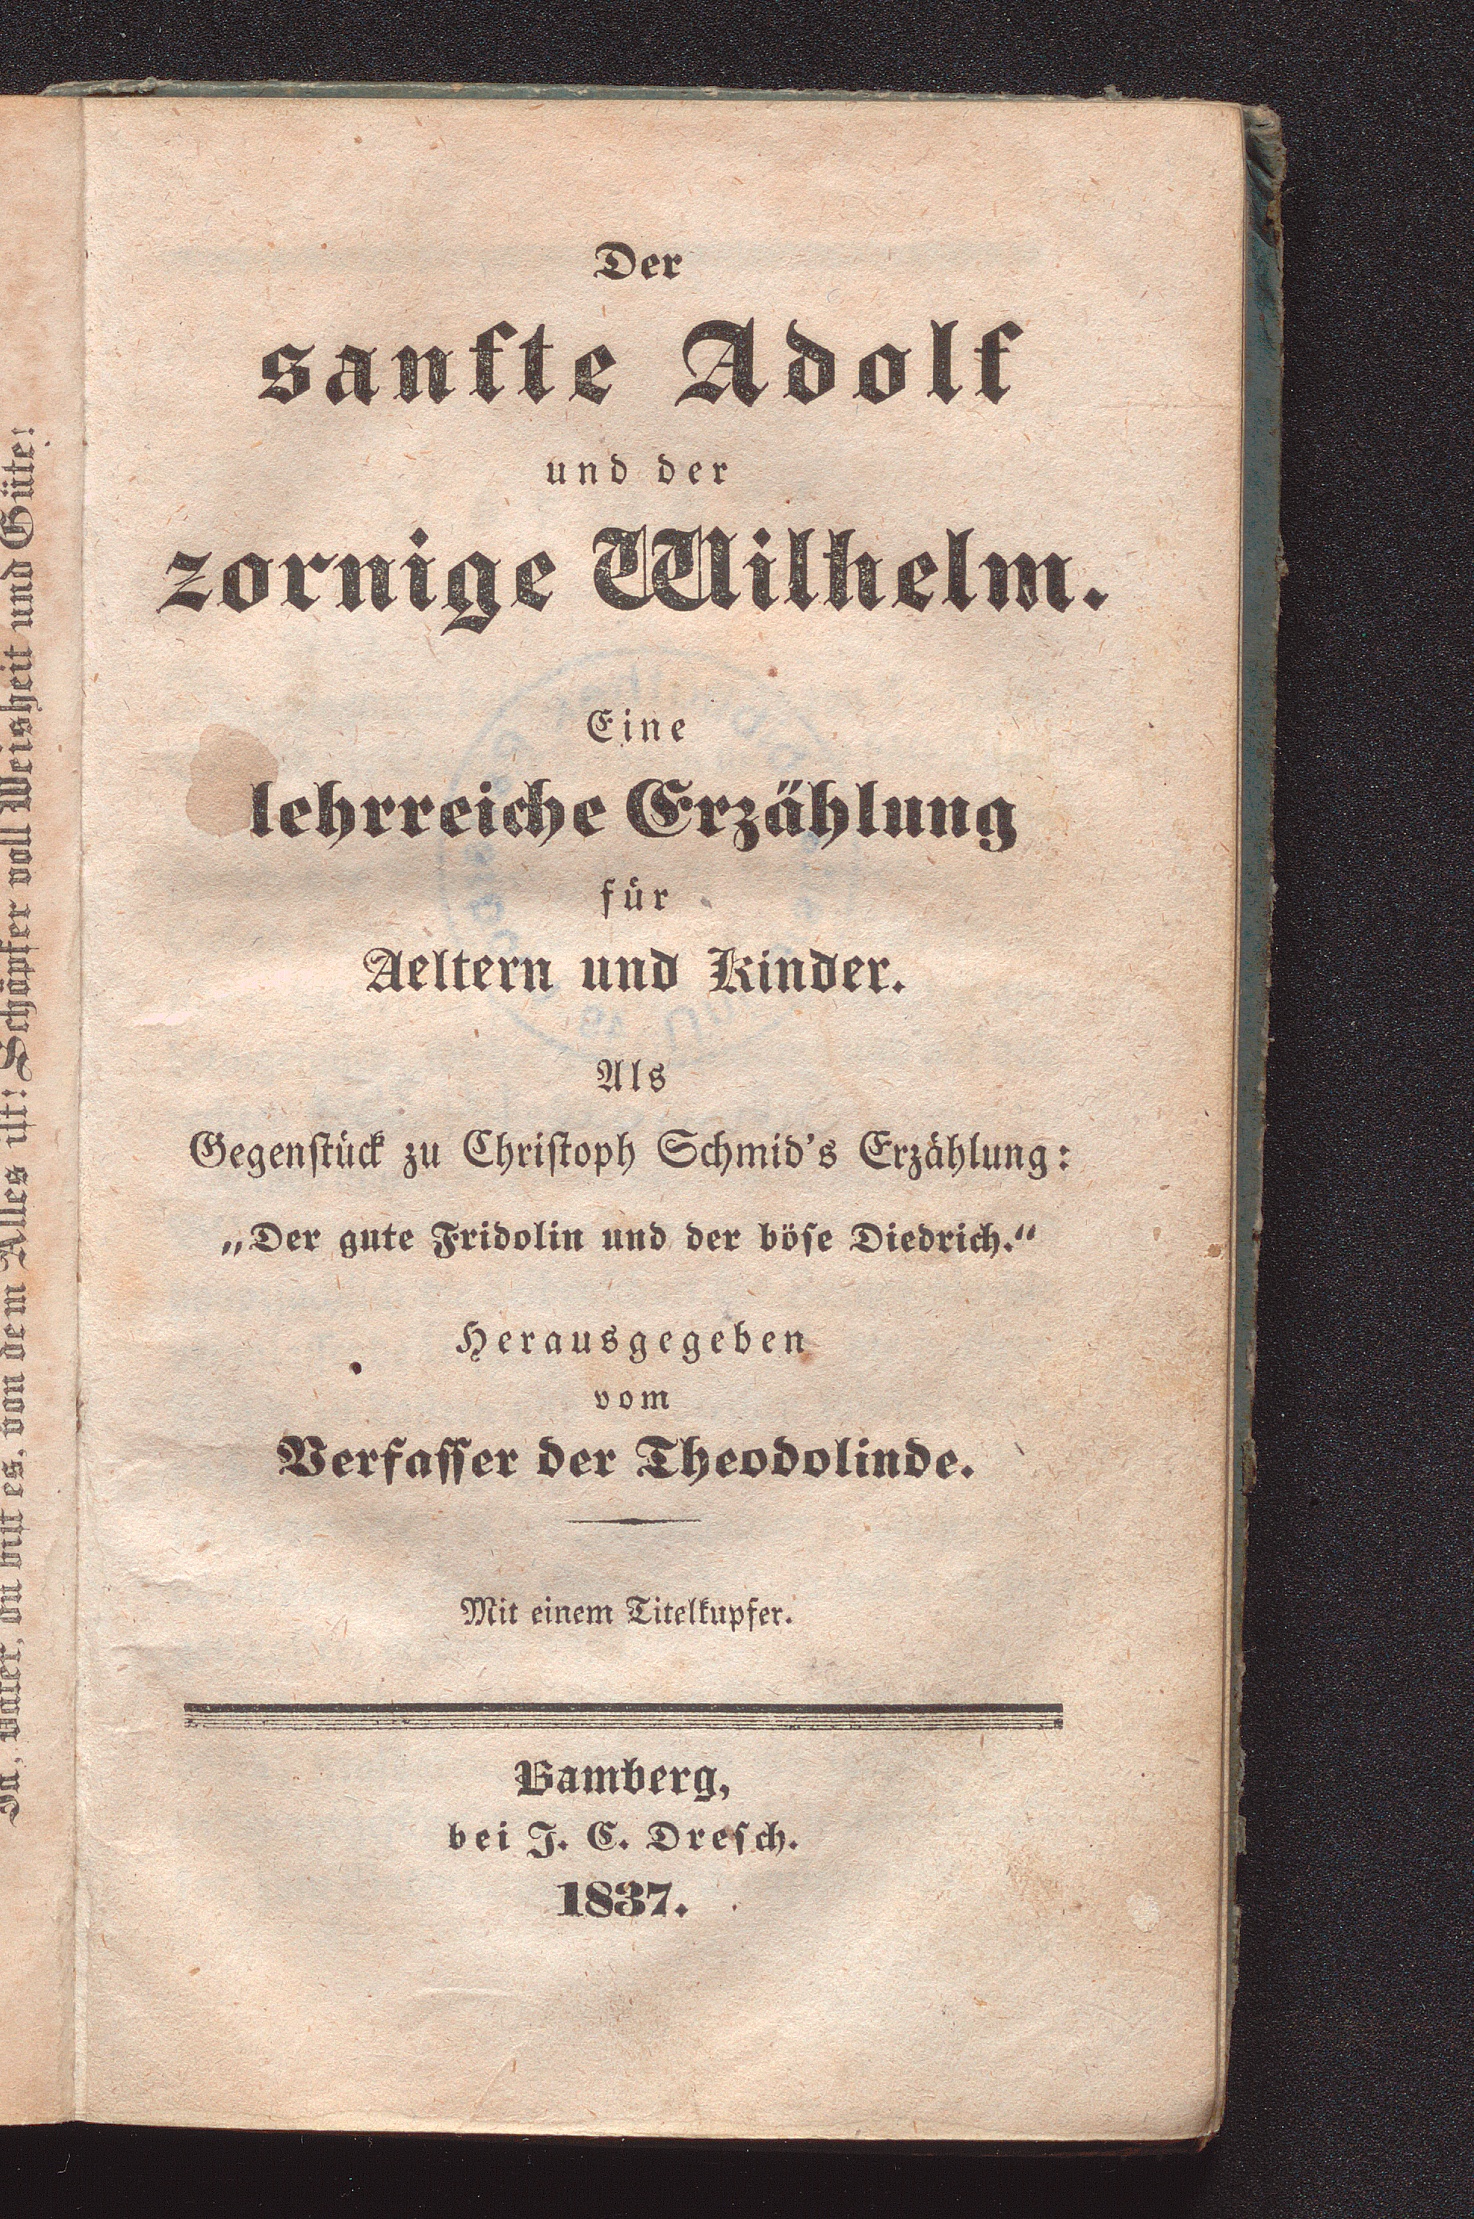 Ja, Vater, du bist es, von dem Alles ist! Schöpfer voll Weisheit und Güte!
Der
sanfte Adolf
und der
zornige Wilhelm.
Eine
lehrreiche Erzählung
für
Aeltern und Kinder.
Als
Gegenstück zu Christoph Schmid's Erzählung:
„Der gute Fridolin und der böse Diedrich.“
Herausgegeben
vom
Verfasser der Theodolinde.
Mit einem Titelkupfer.
Bamberg,
bei J. C. Dresch.
1837.